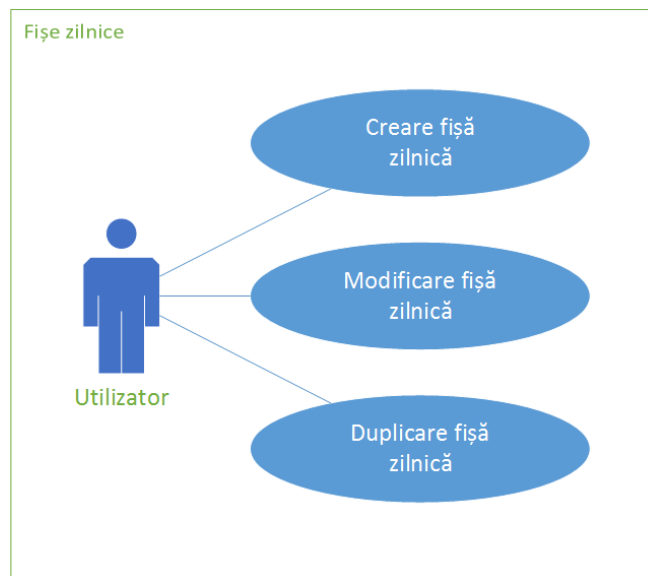 Fișe zilnice
Creare fișă
zilnică
Modificare fișă
zilnică
Utilizator
Duplicare fișă
zilnică